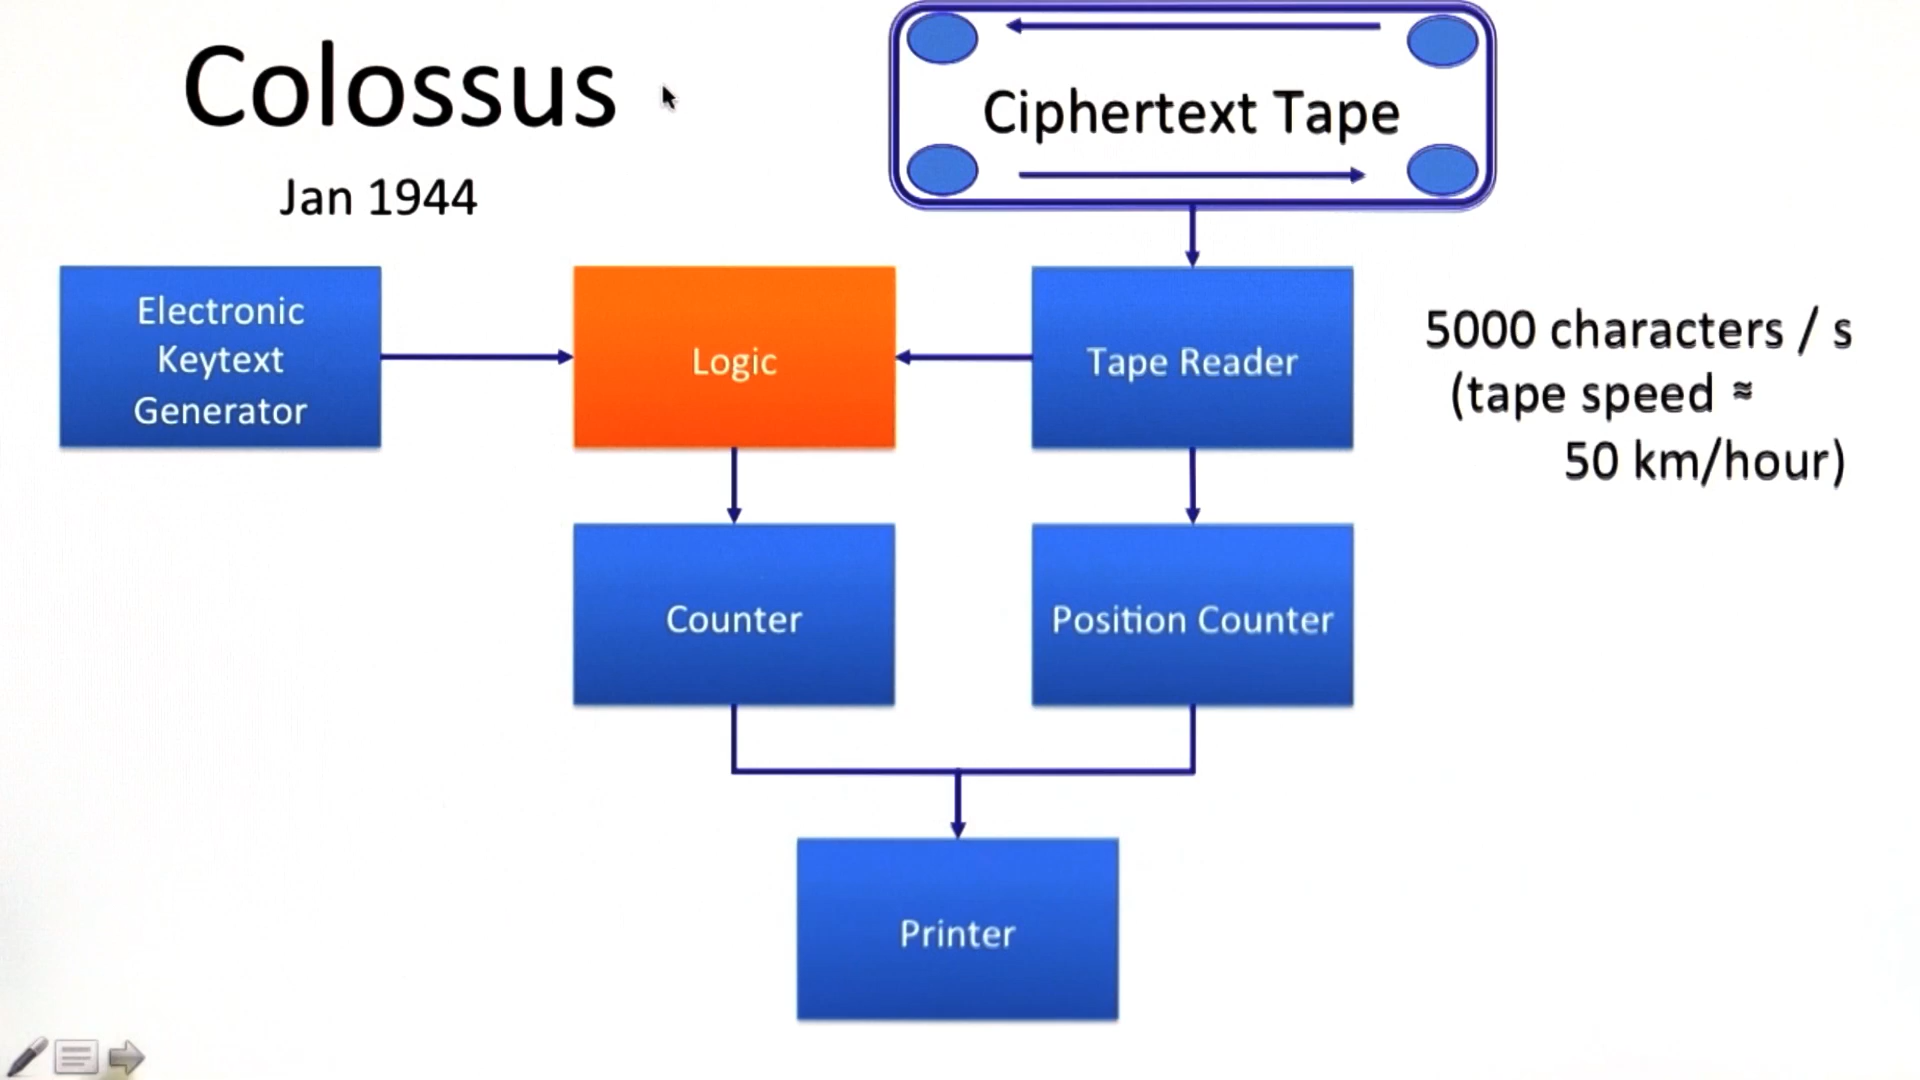 Colossus
Jan 1944
Ciphertext Tape
Electronic
Keytext
Generator
Logic
Tape Reader
5000 characters / s
(tape speed ≈
50 km/hour)
Counter
Position Counter
Printer